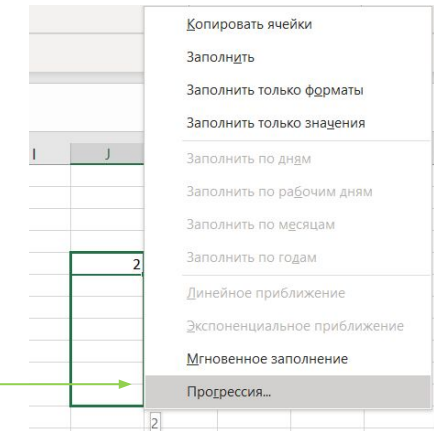 Копировать ячейки
Заполнить
Заполнить только форматы
Заполнить только значения
I J
Заполнить по дням
Заполнить по рабочим дням
Заполнить по месяцам
Заполнить по годам
2
Линейное приближение
Экспоненциальное приближение
Мгновенное заполнение
Прогрессия...
2